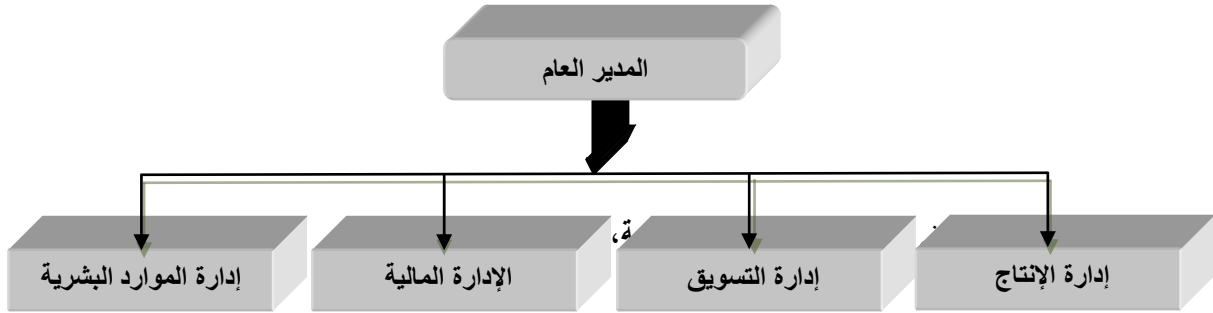 المدير العام
إدارة الإنتاج
إدارة التسويق
الإدارة المالية
إدارة الموارد البشرية